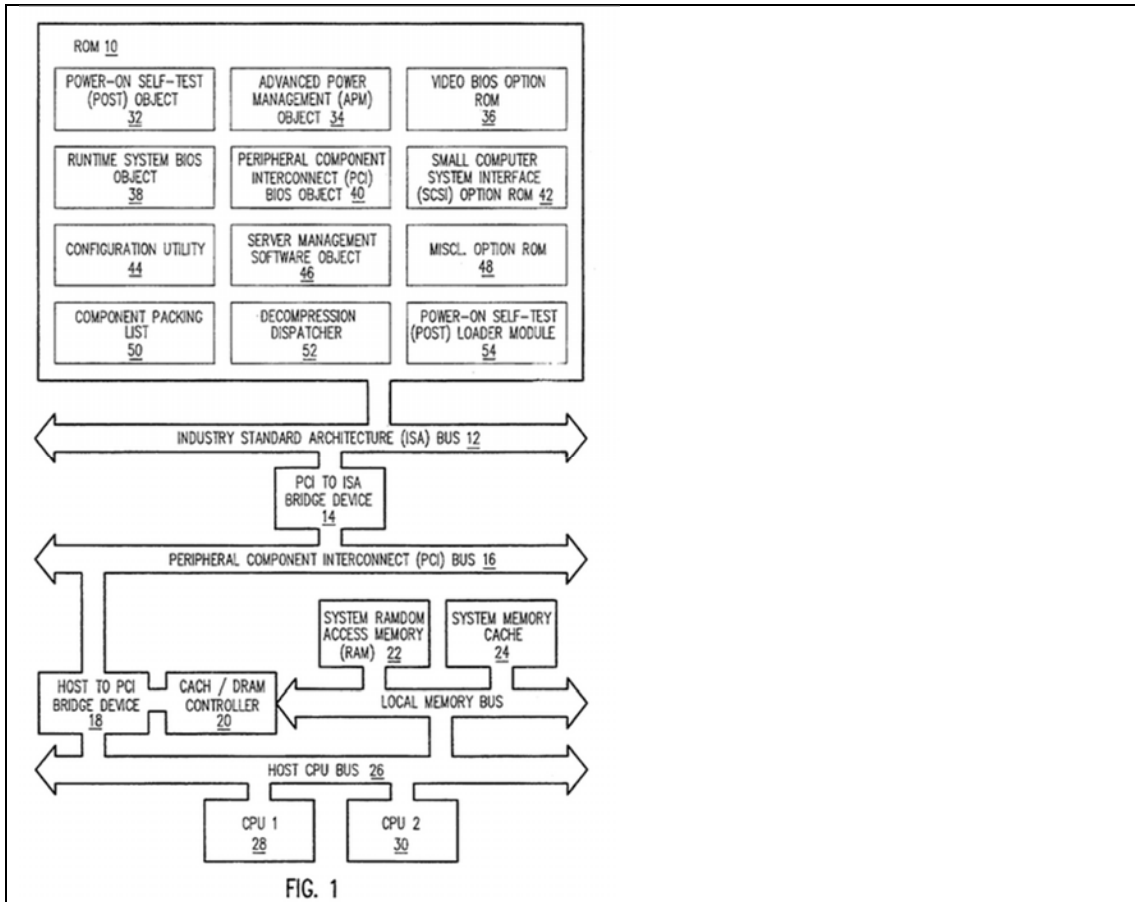 ROM 10
POWER-ON SELF-TEST
(POST) OBJECT
32
ADVANCED POWER
MANAGEMENT (APM)
OBJECT 34
VIDEO BIOS OPTION
ROM
36
RUNTIME SYSTEM BIOS
OBJECT
38
PERIPHERAL COMPONENT
INTERCONNECT (PCI)
BIOS OBJECT 40
SMALL COMPUTER
SYSTEM INTERFACE
(SCSI) OPTION ROM 42
CONFIGURATION UTILITY
44
SERVER MANAGEMENT
SOFTWARE OBJECT
46
MISCL. OPTION ROM
48
COMPONENT PACKING
LIST
50
DECOMPRESSION
DISPATCHER
52
POWER-ON SELF-TEST
(POST) LOADER MODULE
54
INDUSTRY STANDARD ARCHITECTURE (ISA) BUS 12
PCI TO ISA
BRIDGE DEVICE
14
PERIPHERAL COMPONENT INTERCONNECT (PCI) BUS 16
SYSTEM RAMDOM
ACCESS MEMORY
(RAM) 22
SYSTEM MEMORY
CACHE
24
HOST TO PCI
BRIDGE DEVICE
18
CACH / DRAM
CONTROLLER
20
LOCAL MEMORY BUS
HOST CPU BUS 26
CPU 1
28
CPU 2
30
FIG. 1